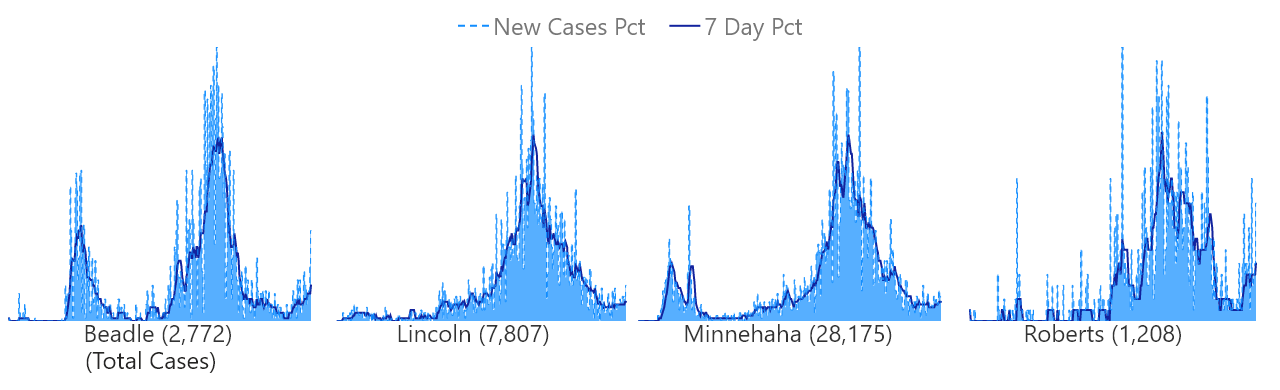 New Cases Pct 7 Day Pct
Beadle (2,772) Lincoln (7,807) Minnehaha (28,175) Roberts (1,208)
(Total Cases)